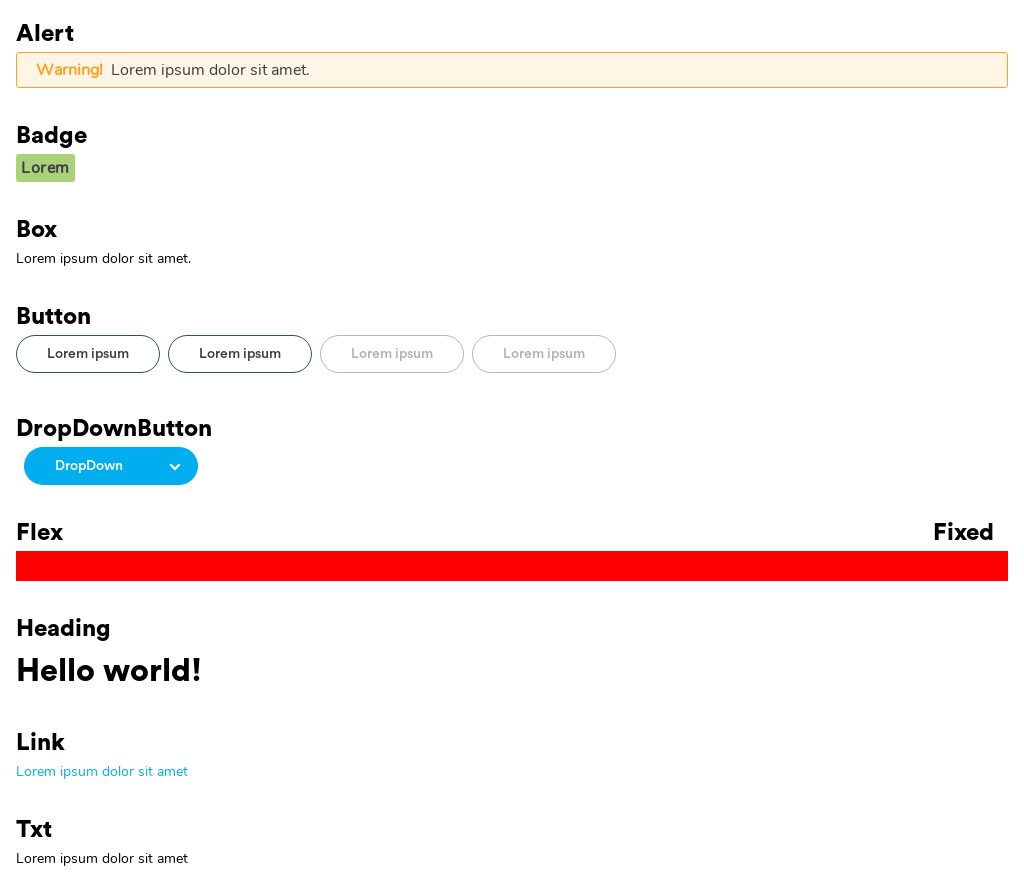 Alert
Warning! Lorem ipsum dolor sit amet.
Badge
Lorem
Box
Lorem ipsum dolor sit amet.
Button
Lorem ipsum Lorem ipsum Lorem ipsum Lorem ipsum
DropDownButton
DropDown
Flex Fixed
Heading
Hello world!
Link
Lorem ipsum dolor sit amet
Txt
Lorem ipsum dolor sit amet